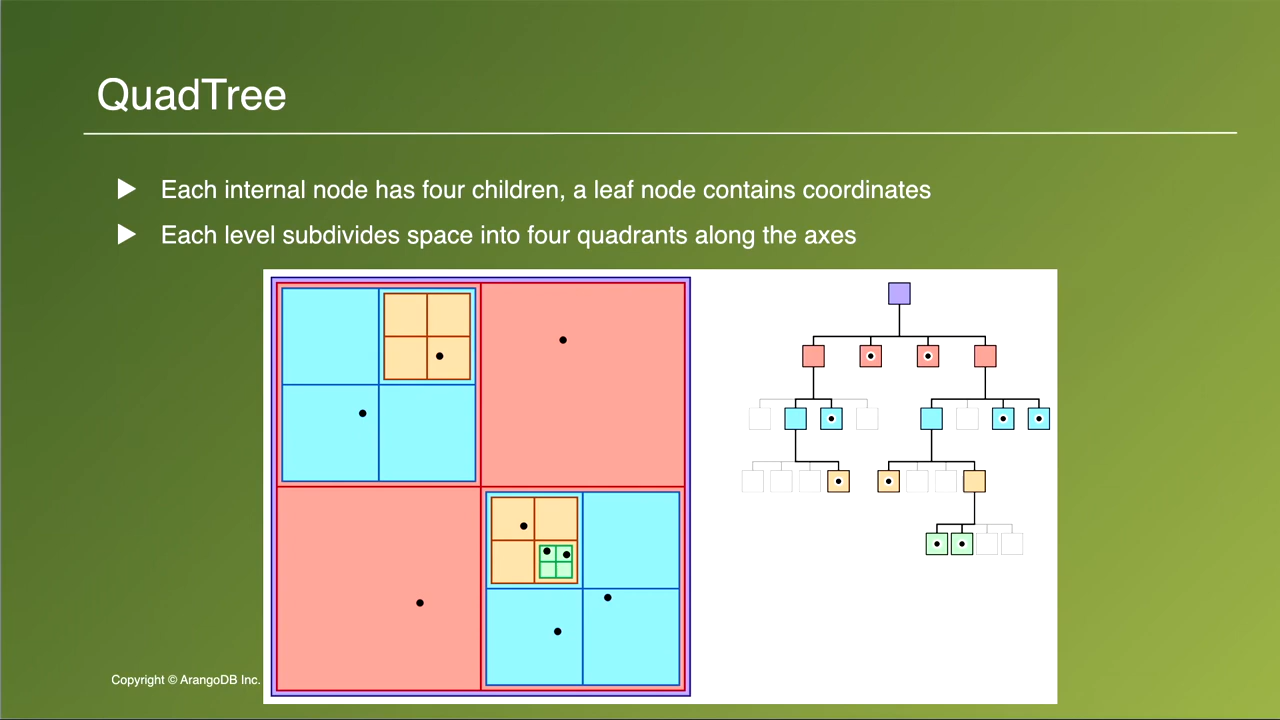 QuadTree
Each internal node has four children, a leaf node contains coordinates
Each level subdivides space into four quadrants along the axes
Copyright © ArangoDB Inc.